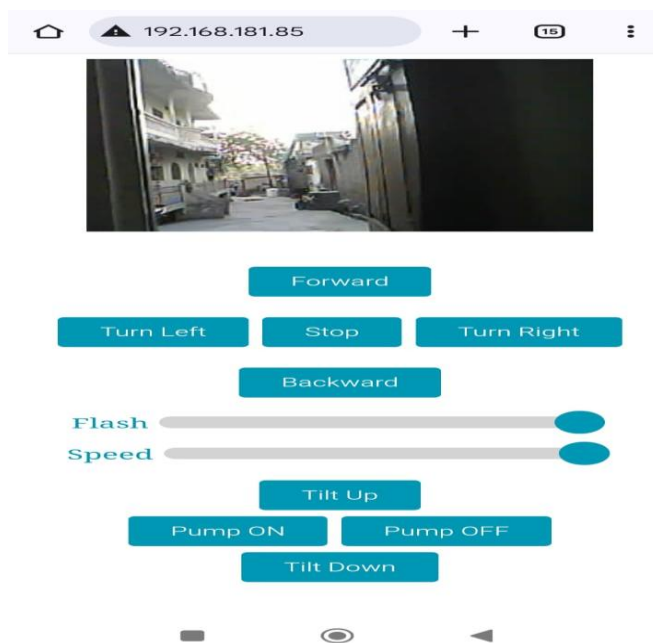 192.168.181.85
15
Forward
Turn Left Stop Turn Right
Backward
Flash
Speed
Tilt Up
Pump ON Pump OFF
Tilt Down